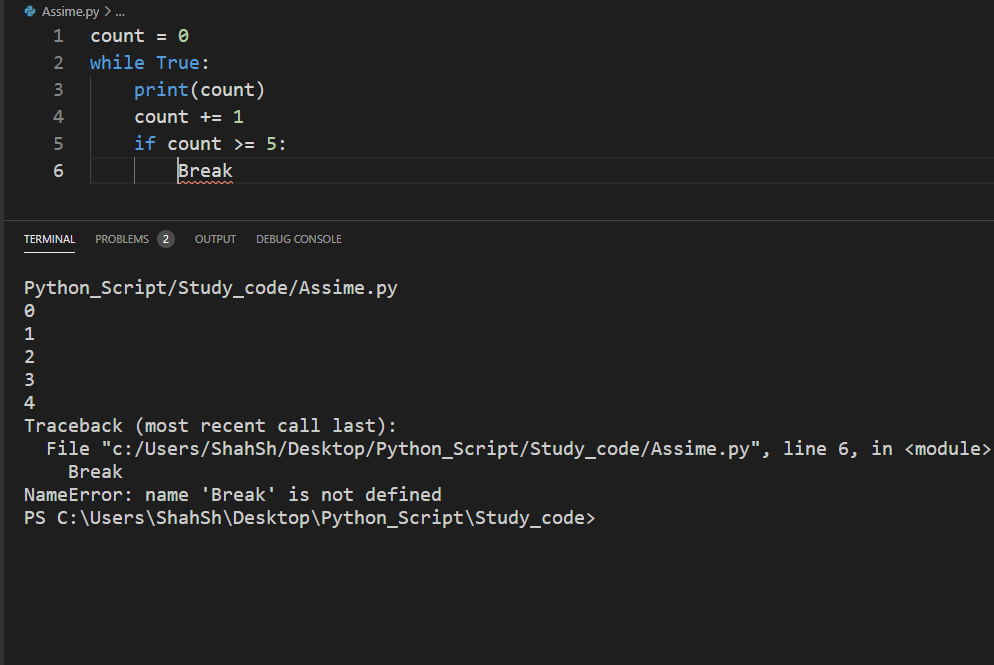 Assime.py > ...
1 count = 0
2 while True:
3     print(count)
4     count += 1
5     if count >= 5:
6         Break
TERMINAL PROBLEMS 2 OUTPUT DEBUG CONSOLE
Python_Script/Study_code/Assime.py
0
1
2
3
4
Traceback (most recent call last):
  File "c:/Users/ShahSh/Desktop/Python_Script/Study_code/Assime.py", line 6, in <module>
    Break
NameError: name 'Break' is not defined
PS C:\Users\ShahSh\Desktop\Python_Script\Study_code>